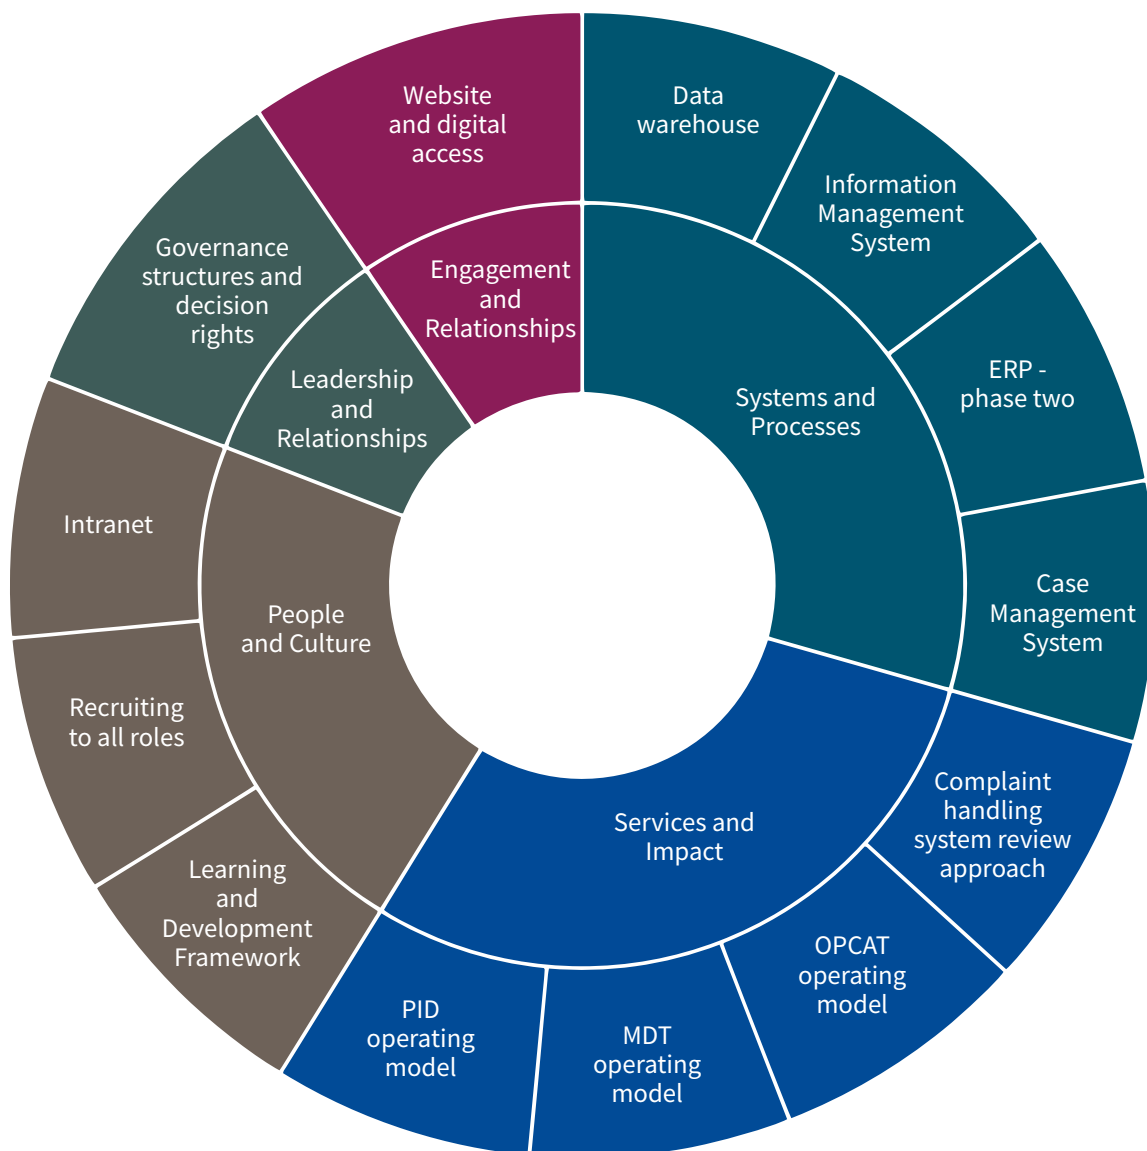 Website
and digital
access
Data
warehouse
Information
Management
System
ERP -
phase two
Case
Management
System
Complaint
handling
system review
approach
OPCAT
operating
model
MDT
operating
model
PID
operating
model
Learning
and
Development
Framework
Recruiting
to all roles
Intranet
Governance
structures and
decision
rights
Engagement
and
Relationships
Systems and
Processes
Services and
Impact
People
and Culture
Leadership
and
Relationships